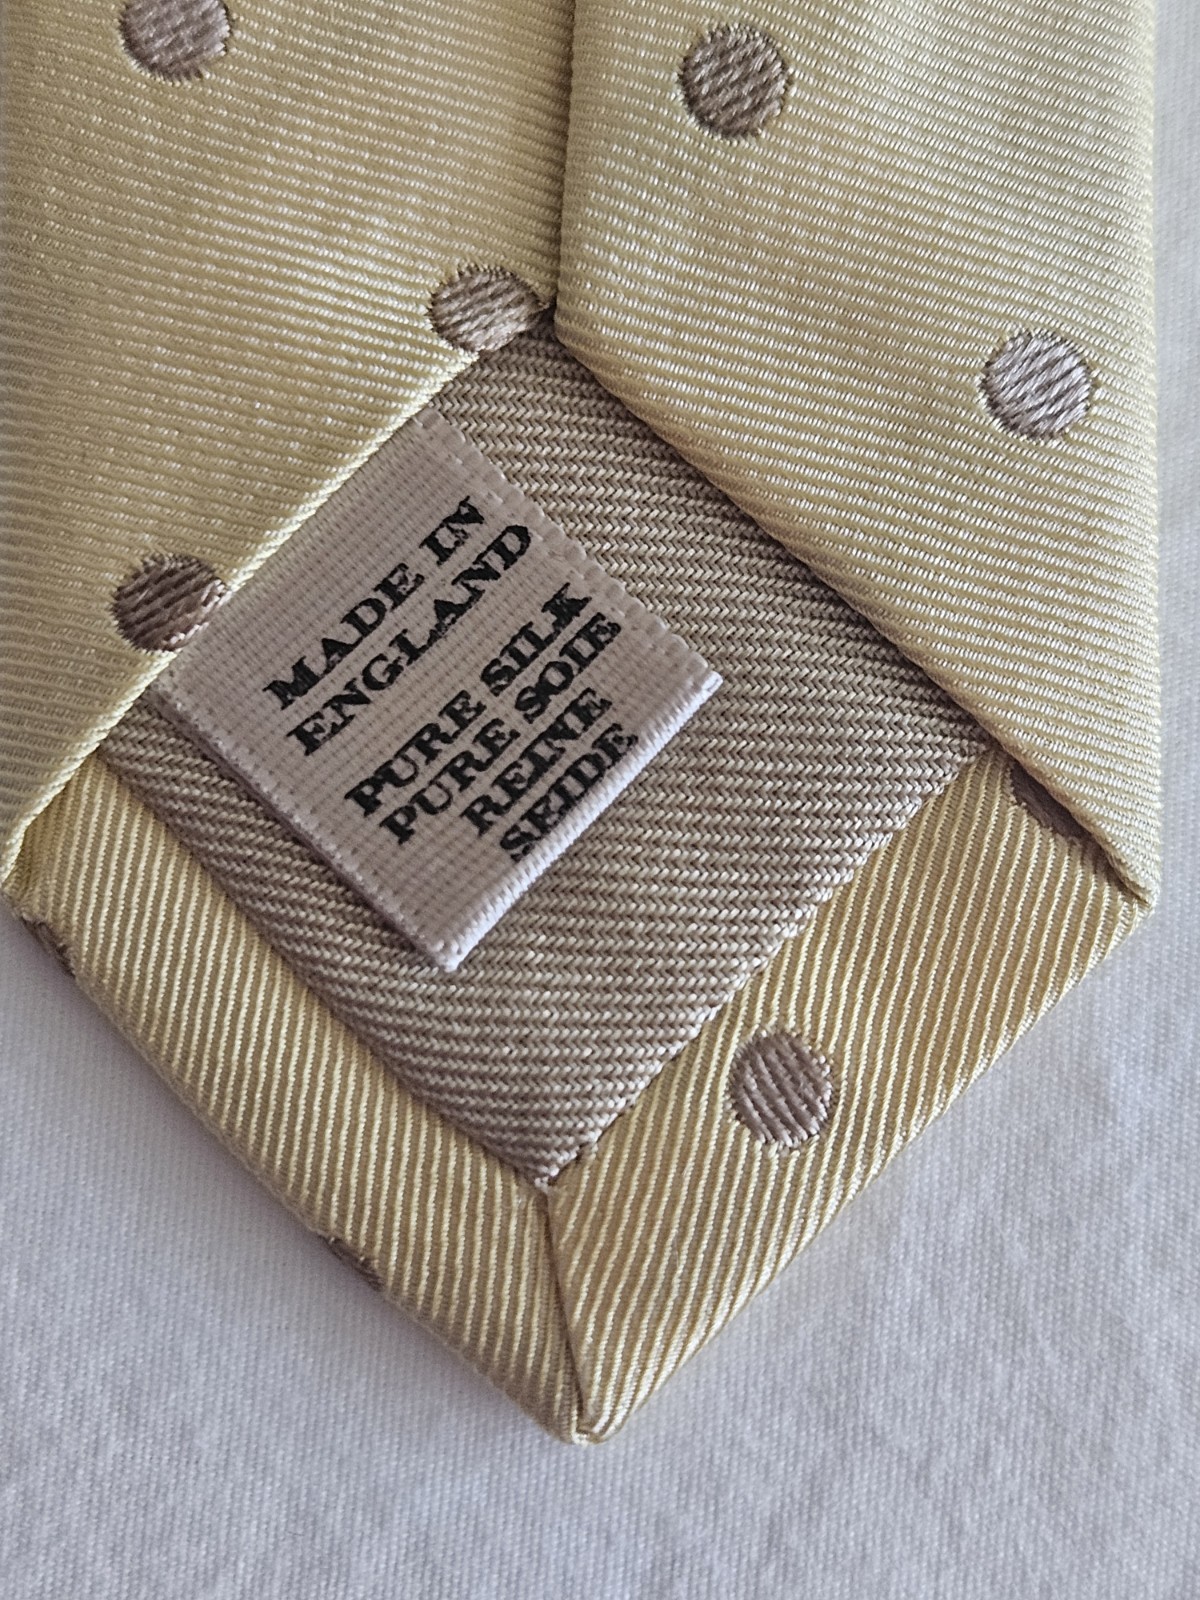 MADE IN
ENGLAND
PURE SILK
PURE SOIE
REINE
SEIDE